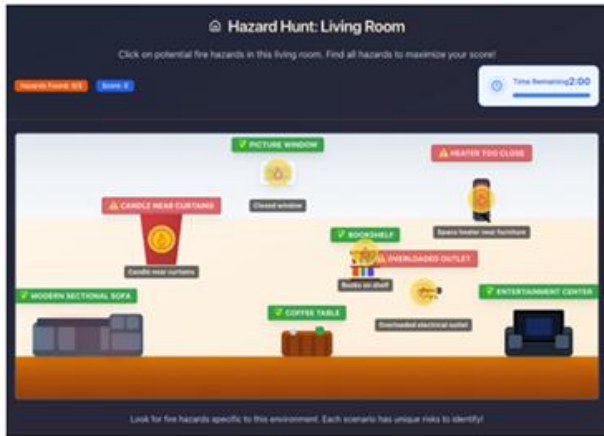 Hazard Hunt: Living Room
Click on potential fire hazards in this living room. Find all hazards to maximize your score!
Hazards Found: 0/3
Score: 0
Time Remaining 2:00
PICTURE WINDOW
HEATER TOO CLOSE
Closed window
CANDLE NEAR CURTAINS
Space heater near furniture
BOOKSHELF
OVERLOADED OUTLET
Candle near curtains
Books on shelf
MODERN SECTIONAL SOFA
ENTERTAINMENT CENTER
COFFEE TABLE
Overloaded electrical outlet
Look for fire hazards specific to this environment. Each scenario has unique risks to identify!